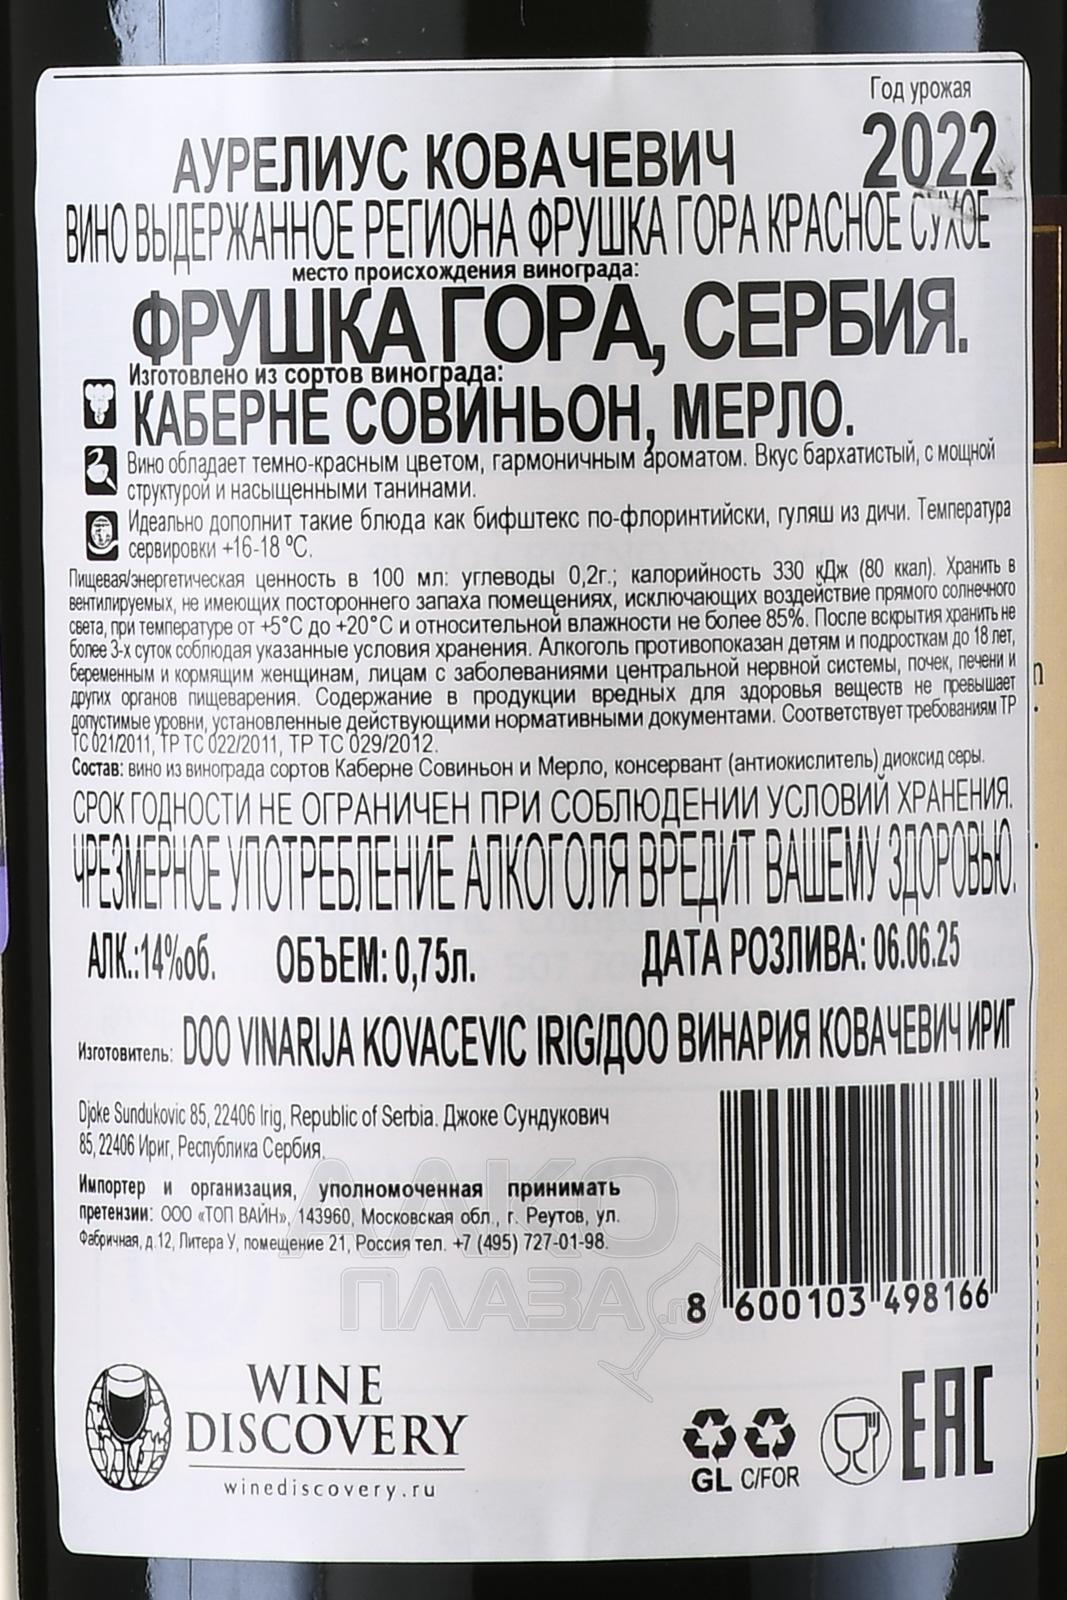 Год урожая
2022
АУРЕЛИУС КОВАЧЕВИЧ
ВИНО ВЫДЕРЖАННОЕ РЕГИОНА ФРУШКА ГОРА КРАСНОЕ СУХОЕ
место происхождения винограда:
ФРУШКА ГОРА, СЕРБИЯ.
Изготовлено из сортов винограда:
КАБЕРНЕ СОВИНЬОН, МЕРЛО.
Вино обладает темно-красным цветом, гармоничным ароматом. Вкус бархатистый, с мощной
структурой и насыщенными танинами.
Идеально дополнит такие блюда как бифштекс по-флоринтийски, гуляш из дичи. Температура
сервировки +16-18 ºС.
Пищевая/энергетическая ценность в 100 мл: углеводы 0,2г.; калорийность 330 кДж (80 ккал). Хранить в
вентилируемых, не имеющих постороннего запаха помещениях, исключающих воздействие прямого солнечного
света, при температуре от +5°С до +20°С и относительной влажности не более 85%. После вскрытия хранить не
более 3-х суток соблюдая указанные условия хранения. Алкоголь противопоказан детям и подросткам до 18 лет,
беременным и кормящим женщинам, лицам с заболеваниями центральной нервной системы, почек, печени и
других органов пищеварения. Содержание в продукции вредных для здоровья веществ не превышает
допустимые уровни, установленные действующими нормативными документами. Соответствует требованиям ТР
ТС 021/2011, ТР ТС 022/2011, ТР ТС 029/2012.
Состав: вино из винограда сортов Каберне Совиньон и Мерло, консервант (антиокислитель) диоксид серы.
СРОК ГОДНОСТИ НЕ ОГРАНИЧЕН ПРИ СОБЛЮДЕНИИ УСЛОВИЙ ХРАНЕНИЯ.
ЧРЕЗМЕРНОЕ УПОТРЕБЛЕНИЕ АЛКОГОЛЯ ВРЕДИТ ВАШЕМУ ЗДОРОВЬЮ.
АЛК.:14%об. ОБЪЕМ: 0,75л. ДАТА РОЗЛИВА: 06.06.25
Изготовитель: DOO VINARIJA KOVACEVIC IRIG/ДОО ВИНАРИЯ КОВАЧЕВИЧ ИРИГ
Djoke Sundukovic 85, 22406 Irig, Republic of Serbia. Джоке Сундукович
85, 22406 Ириг, Республика Сербия.
Импортер и организация, уполномоченная принимать
претензии: ООО «ТОП ВАЙН», 143960, Московская обл., г. Реутов, ул.
Фабричная, д.12, Литера У, помещение 21, Россия тел. +7 (495) 727-01-98.
АЛКО
ПЛАЗА
.ru
8 600103 498166
WINE
DISCOVERY
winediscovery.ru
GL C/FOR
EAC